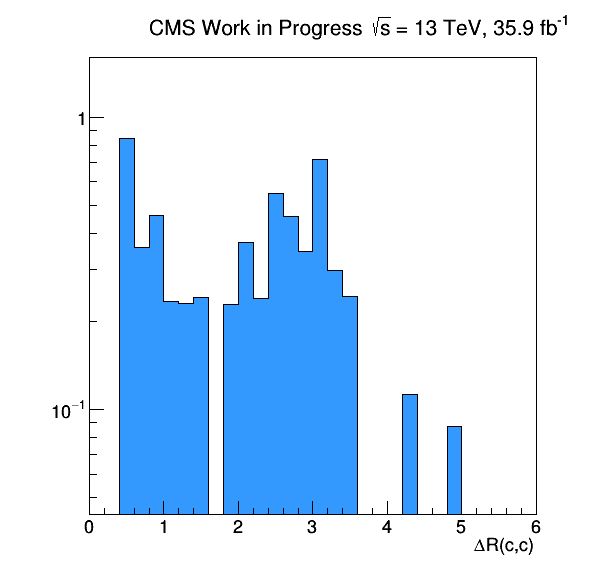 CMS Work in Progress √s = 13 TeV, 35.9 fb⁻¹
1
10⁻¹
0 1 2 3 4 5 6
ΔR(c,c)